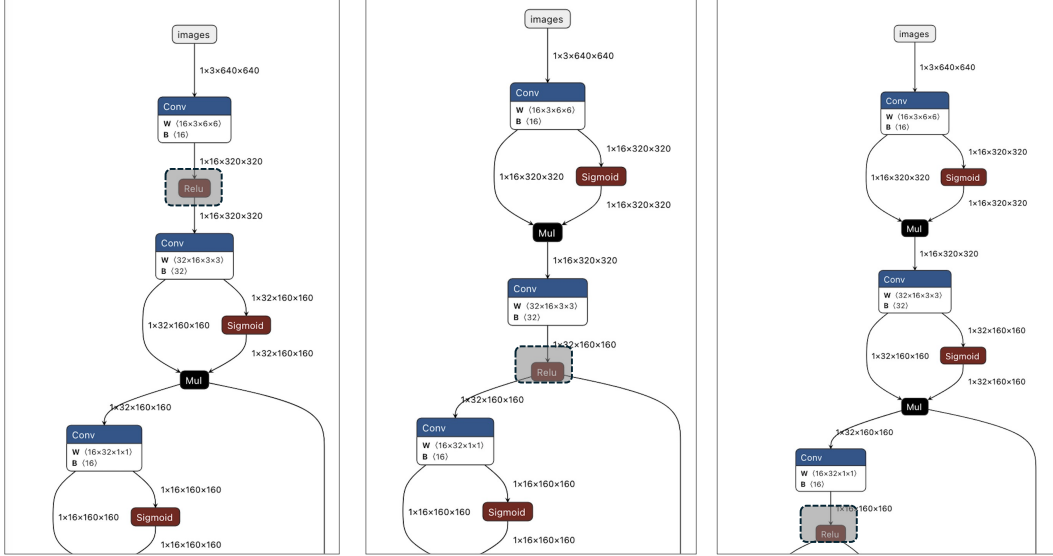 images
1×3×640×640
Conv
W ⟨16×3×6×6⟩
B ⟨16⟩
1×16×320×320
Relu
1×16×320×320
Conv
W ⟨32×16×3×3⟩
B ⟨32⟩
1×32×160×160
1×32×160×160
Sigmoid
1×32×160×160
Mul
1×32×160×160
Conv
W ⟨16×32×1×1⟩
B ⟨16⟩
1×16×160×160
1×16×160×160
Sigmoid
1×16×160×160
images
1×3×640×640
Conv
W ⟨16×3×6×6⟩
B ⟨16⟩
1×16×320×320
1×16×320×320
Sigmoid
1×16×320×320
Mul
1×16×320×320
Conv
W ⟨32×16×3×3⟩
B ⟨32⟩
1×32×160×160
Relu
1×32×160×160
Conv
W ⟨16×32×1×1⟩
B ⟨16⟩
1×16×160×160
1×16×160×160
Sigmoid
1×16×160×160
images
1×3×640×640
Conv
W ⟨16×3×6×6⟩
B ⟨16⟩
1×16×320×320
1×16×320×320
Sigmoid
1×16×320×320
Mul
1×16×320×320
Conv
W ⟨32×16×3×3⟩
B ⟨32⟩
1×32×160×160
1×32×160×160
Sigmoid
1×32×160×160
Mul
1×32×160×160
Conv
W ⟨16×32×1×1⟩
B ⟨16⟩
1×16×160×160
Relu